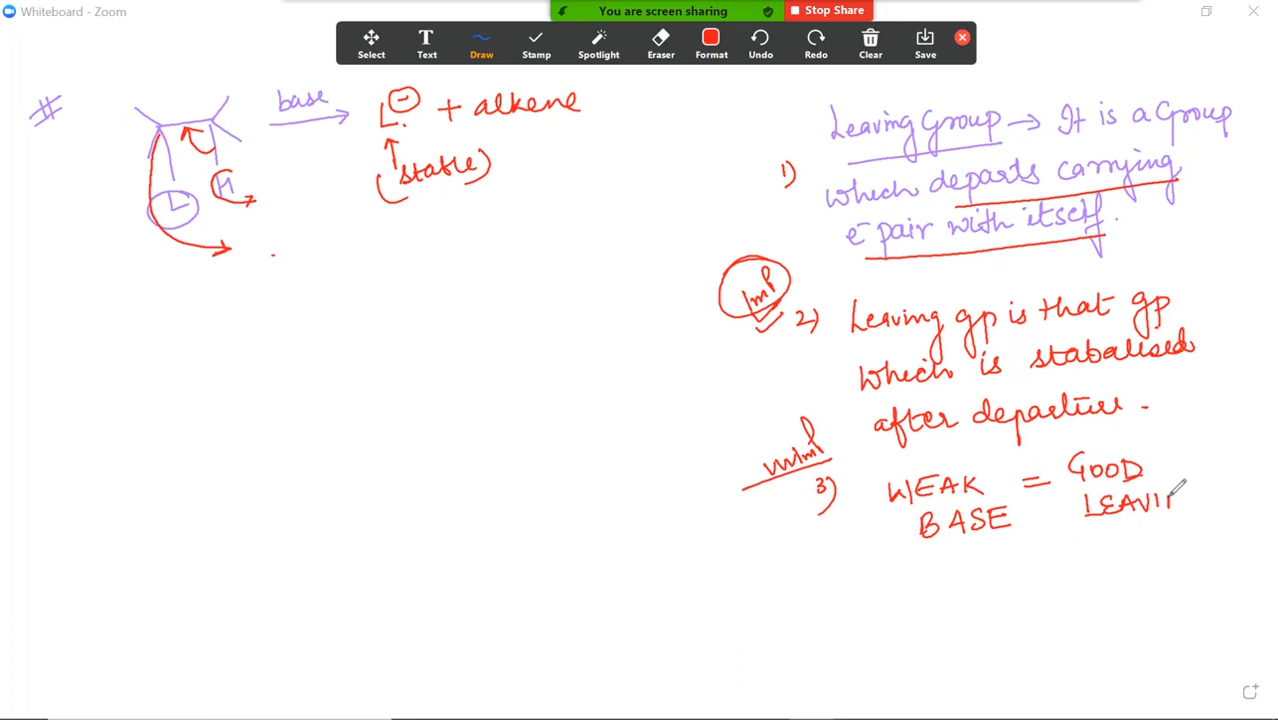 Whiteboard - Zoom
You are screen sharing
Stop Share
Select
Text
Draw
Stamp
Spotlight
Eraser
Format
Undo
Redo
Clear
Save
#
base
L⊖ + alkene
(stable)
H
L
1) Leaving Group → It is a Group
which departs carrying
e⁻ pair with itself.
Imp
2) Leaving gp is that gp
which is stabalised
after departure.
VVImp
3) WEAK = GOOD
BASE LEAVI